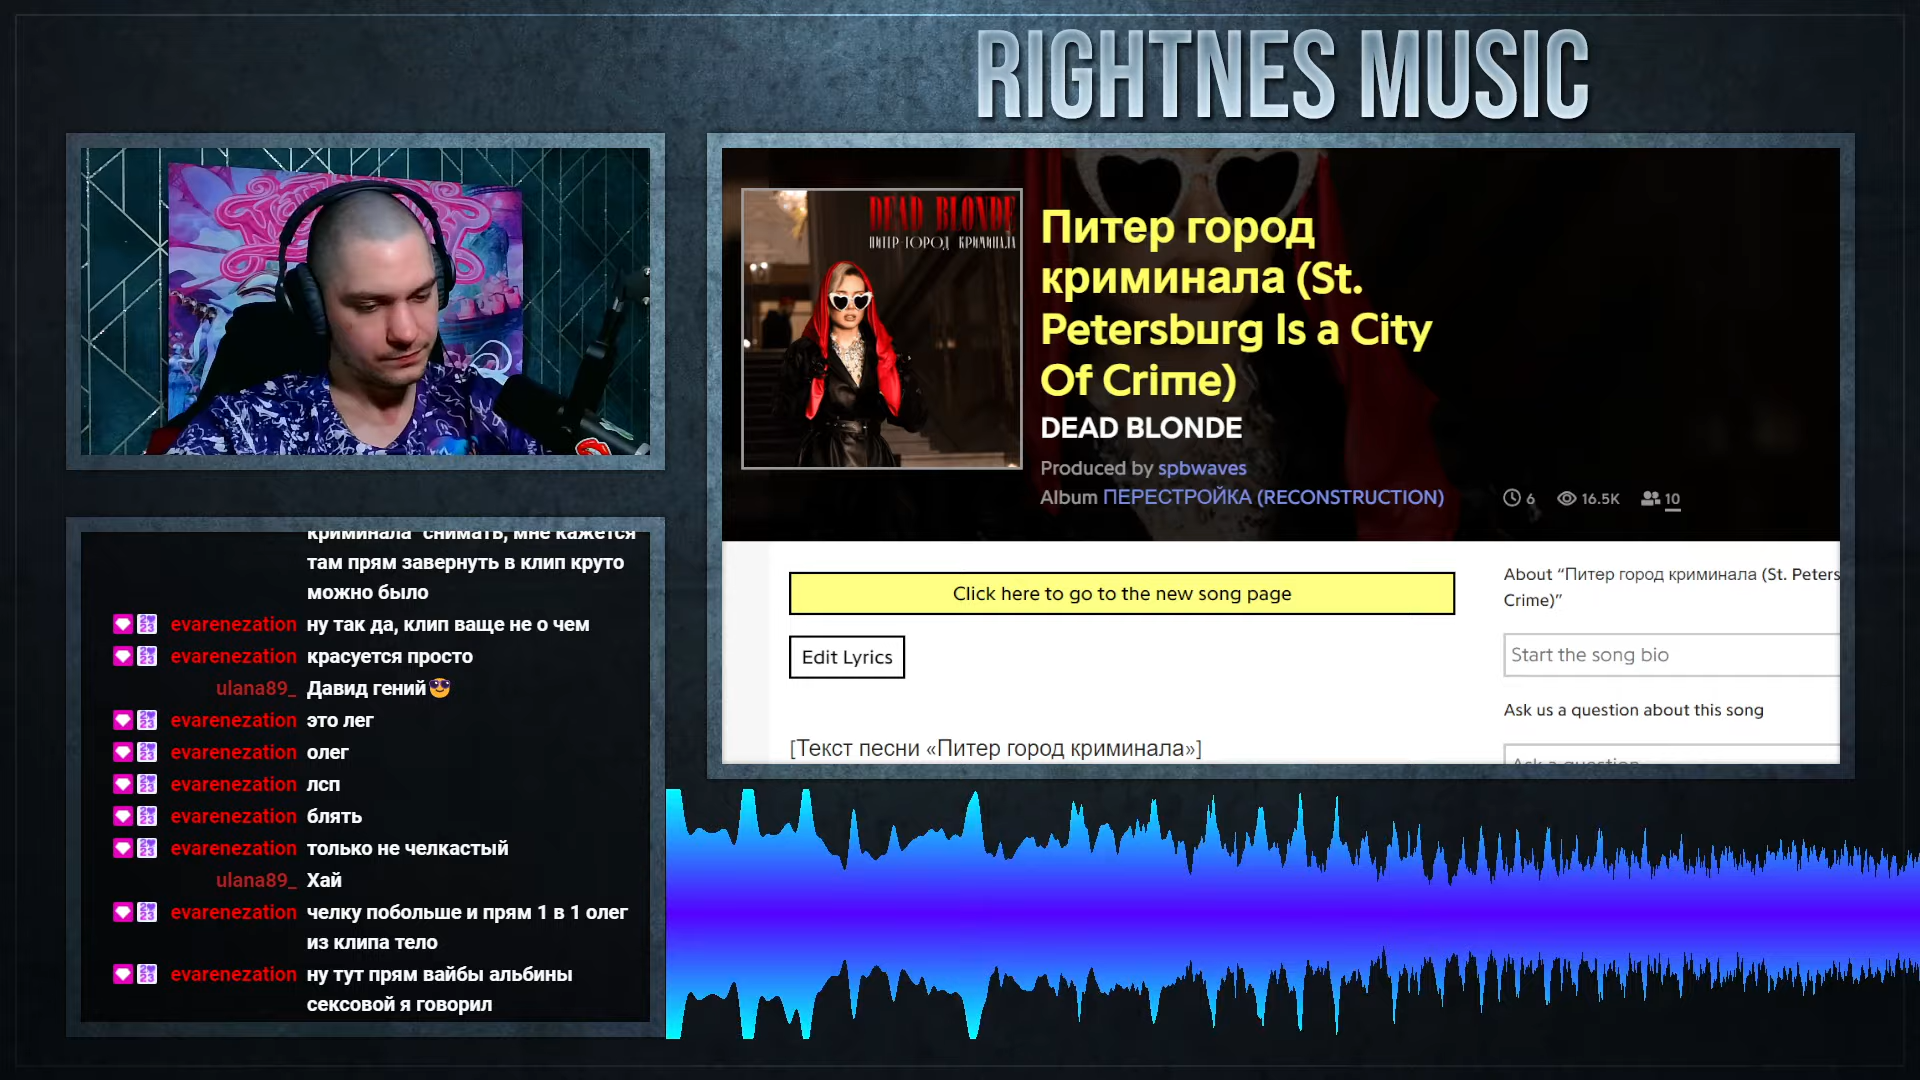 RIGHTNES MUSIC
DEAD BLONDE
ПИТЕР-ГОРОД КРИМИНАЛА
Питер город
криминала (St.
Petersburg Is a City
Of Crime)
DEAD BLONDE
Produced by spbwaves
Album ПЕРЕСТРОЙКА (RECONSTRUCTION)
6 16.5K 10
Click here to go to the new song page
Edit Lyrics
[Текст песни «Питер город криминала»]
About “Питер город криминала (St. Peters
Crime)”
Start the song bio
Ask us a question about this song
Ask a question
криминала" снимать, мне кажется
там прям завернуть в клип круто
можно было
evarenezation ну так да, клип ваще не о чем
evarenezation красуется просто
ulana89_ Давид гений😎
evarenezation это лег
evarenezation олег
evarenezation лсп
evarenezation блять
evarenezation только не челкастый
ulana89_ Хай
evarenezation челку побольше и прям 1 в 1 олег
из клипа тело
evarenezation ну тут прям вайбы альбины
сексовой я говорил